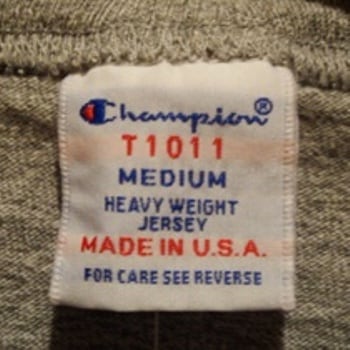 Champion®
T1011
MEDIUM
HEAVY WEIGHT
JERSEY
MADE IN U.S.A.
FOR CARE SEE REVERSE